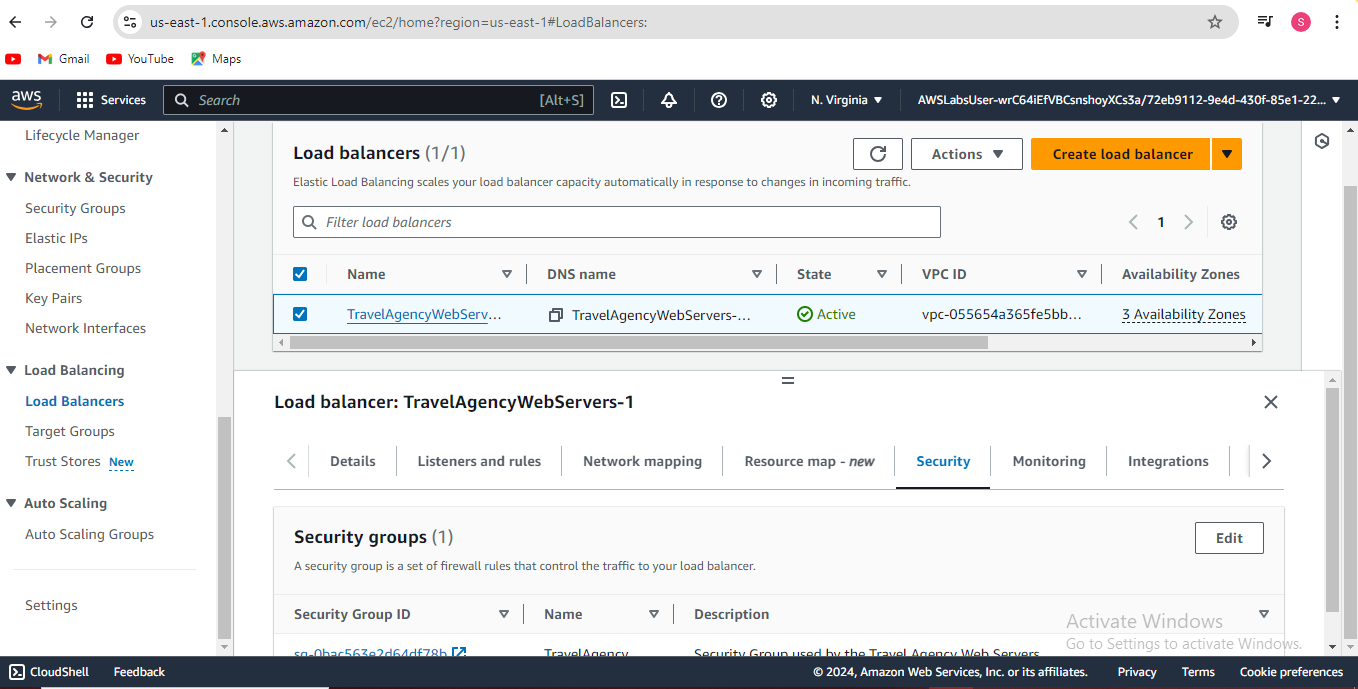 us-east-1.console.aws.amazon.com/ec2/home?region=us-east-1#LoadBalancers:
S
Gmail
YouTube
Maps
aws
Services
Search
[Alt+S]
N. Virginia
AWSLabsUser-wrC64iEfVBCsnshoyXCs3a/72eb9112-9e4d-430f-85e1-22...
Lifecycle Manager
Network & Security
Security Groups
Elastic IPs
Placement Groups
Key Pairs
Network Interfaces
Load Balancing
Load Balancers
Target Groups
Trust Stores New
Auto Scaling
Auto Scaling Groups
Settings
Load balancers (1/1)
Actions
Create load balancer
Elastic Load Balancing scales your load balancer capacity automatically in response to changes in incoming traffic.
Filter load balancers
1
Name DNS name State VPC ID Availability Zones
TravelAgencyWebServ... TravelAgencyWebServers-... Active vpc-055654a365fe5bb... 3 Availability Zones
Load balancer: TravelAgencyWebServers-1
Details Listeners and rules Network mapping Resource map - new Security Monitoring Integrations
Security groups (1)
Edit
A security group is a set of firewall rules that control the traffic to your load balancer.
Security Group ID Name Description
sg-0bac563e2d64df78b TravelAgency Security Group used by the Travel Agency Web Servers
Activate Windows
Go to Settings to activate Windows.
CloudShell Feedback © 2024, Amazon Web Services, Inc. or its affiliates. Privacy Terms Cookie preferences